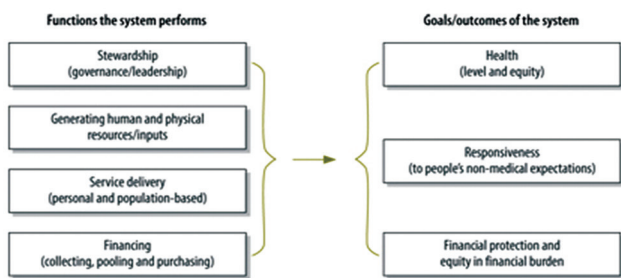 Functions the system performs
Stewardship
(governance/leadership)
Generating human and physical
resources/inputs
Service delivery
(personal and population-based)
Financing
(collecting, pooling and purchasing)
Goals/outcomes of the system
Health
(level and equity)
Responsiveness
(to people's non-medical expectations)
Financial protection and
equity in financial burden